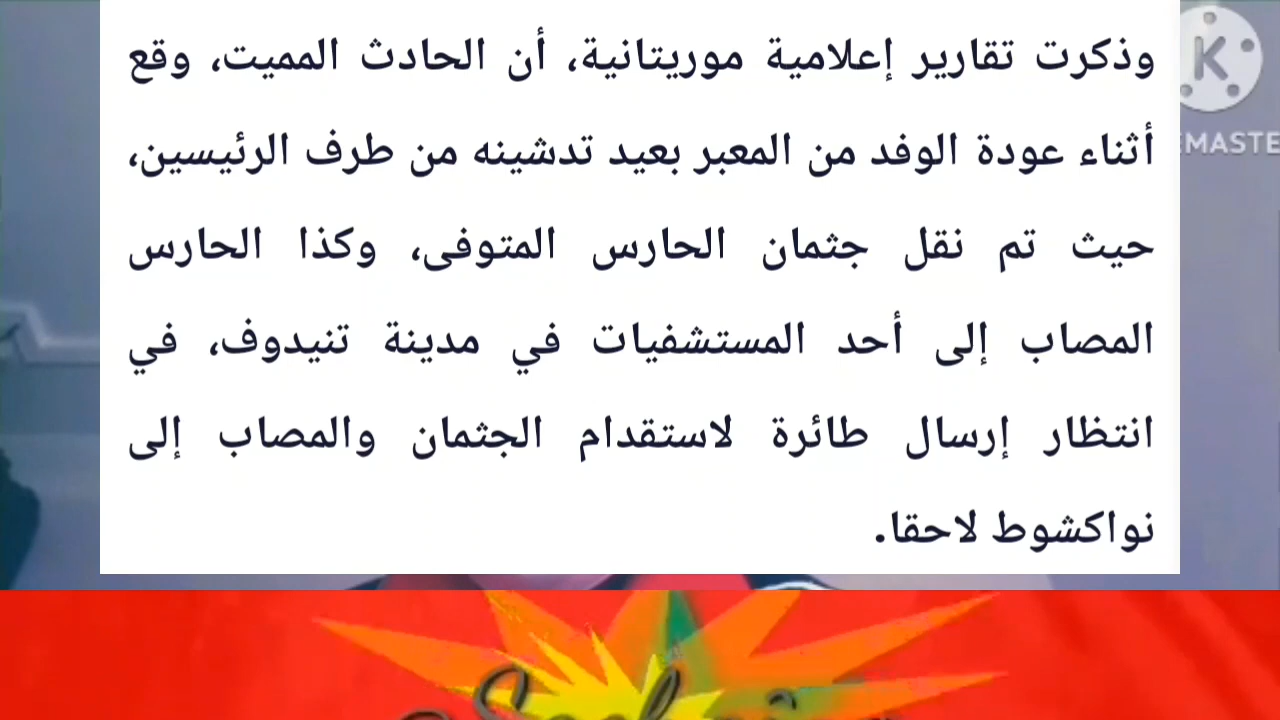 وذكرت تقارير إعلامية موريتانية، أن الحادث المميت، وقع
أثناء عودة الوفد من المعبر بعيد تدشينه من طرف الرئيسين،
حيث تم نقل جثمان الحارس المتوفى، وكذا الحارس
المصاب إلى أحد المستشفيات في مدينة تنيدوف، في
انتظار إرسال طائرة لاستقدام الجثمان والمصاب إلى
نواكشوط لاحقا.
K
EMASTE